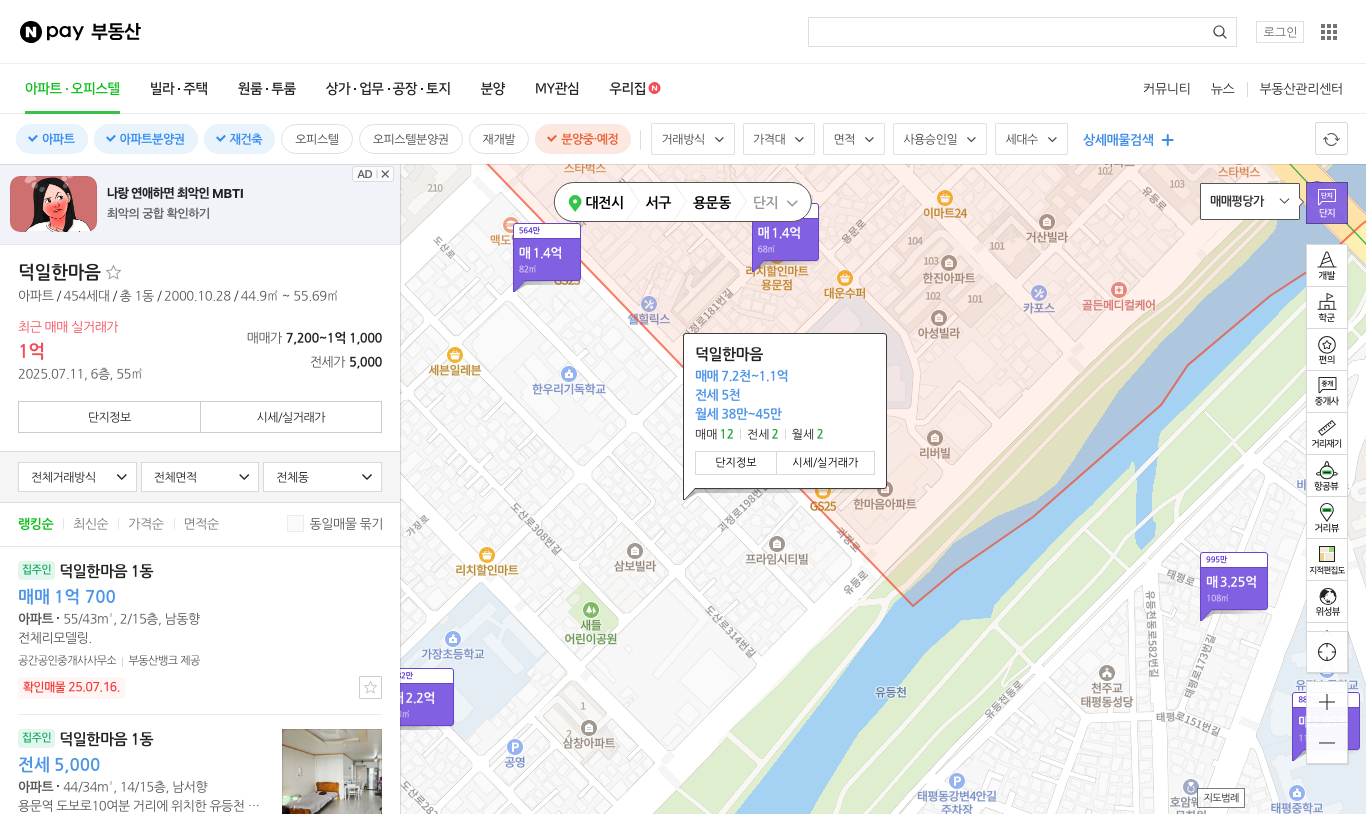 N pay 부동산
로그인
아파트·오피스텔
빌라·주택
원룸·투룸
상가·업무·공장·토지
분양
MY관심
우리집 N
커뮤니티
뉴스
부동산관리센터
아파트
아파트분양권
재건축
오피스텔
오피스텔분양권
재개발
분양중·예정
거래방식
가격대
면적
사용승인일
세대수
상세매물검색
AD
나랑 연애하면 최악인 MBTI
최악의 궁합 확인하기
덕일한마음
아파트 / 454세대 / 총 1동 / 2000.10.28 / 44.9㎡ ~ 55.69㎡
최근 매매 실거래가
1억
2025.07.11, 6층, 55㎡
매매가 7,200~1억 1,000
전세가 5,000
단지정보
시세/실거래가
전체거래방식
전체면적
전체동
랭킹순
최신순
가격순
면적순
동일매물 묶기
집주인 덕일한마음 1동
매매 1억 700
아파트 · 55/43m², 2/15층, 남동향
전체리모델링.
공간공인중개사사무소
부동산뱅크 제공
확인매물 25.07.16.
집주인 덕일한마음 1동
전세 5,000
아파트 · 44/34m², 14/15층, 남서향
용문역 도보로10여분 거리에 위치한 유등천 ···
대전시
서구
용문동
단지
매매평당가
단지
단지
개발
학군
편의
중개
중개사
거리재기
항공뷰
거리뷰
지적편집도
위성뷰
지도범례
210
스타벅스
564만
매 1.4억
82㎡
GS25
매 1.4억
68㎡
리치할인마트
용문점
용문로
이마트24
104
103
102
101
거산빌라
101
한진아파트
대운수퍼
아성빌라
카포스
골든메디컬케어
스타벅스
유등로
도산로
웰힐릭스
괴정로181번길
세븐일레븐
한우리기독학교
덕일한마음
매매 7.2천~1.1억
전세 5천
월세 38만~45만
매매 12
전세 2
월세 2
단지정보
시세/실거래가
리버빌
GS25
한마음아파트
괴정로198번길
괴정로
프라임시티빌
유등로
가장로
도산로308번길
리치할인마트
삼보빌라
새들
어린이공원
도산로314번길
가장초등학교
매 2.2억
1
2
삼창아파트
공영
유등천
유등천동로
태평동강변4안길
주차장
995만
매 3.25억
108㎡
태평로
유등천동로582번길
태평로173번길
태평로151번길
천주교
태평동성당
호암
태평중학교